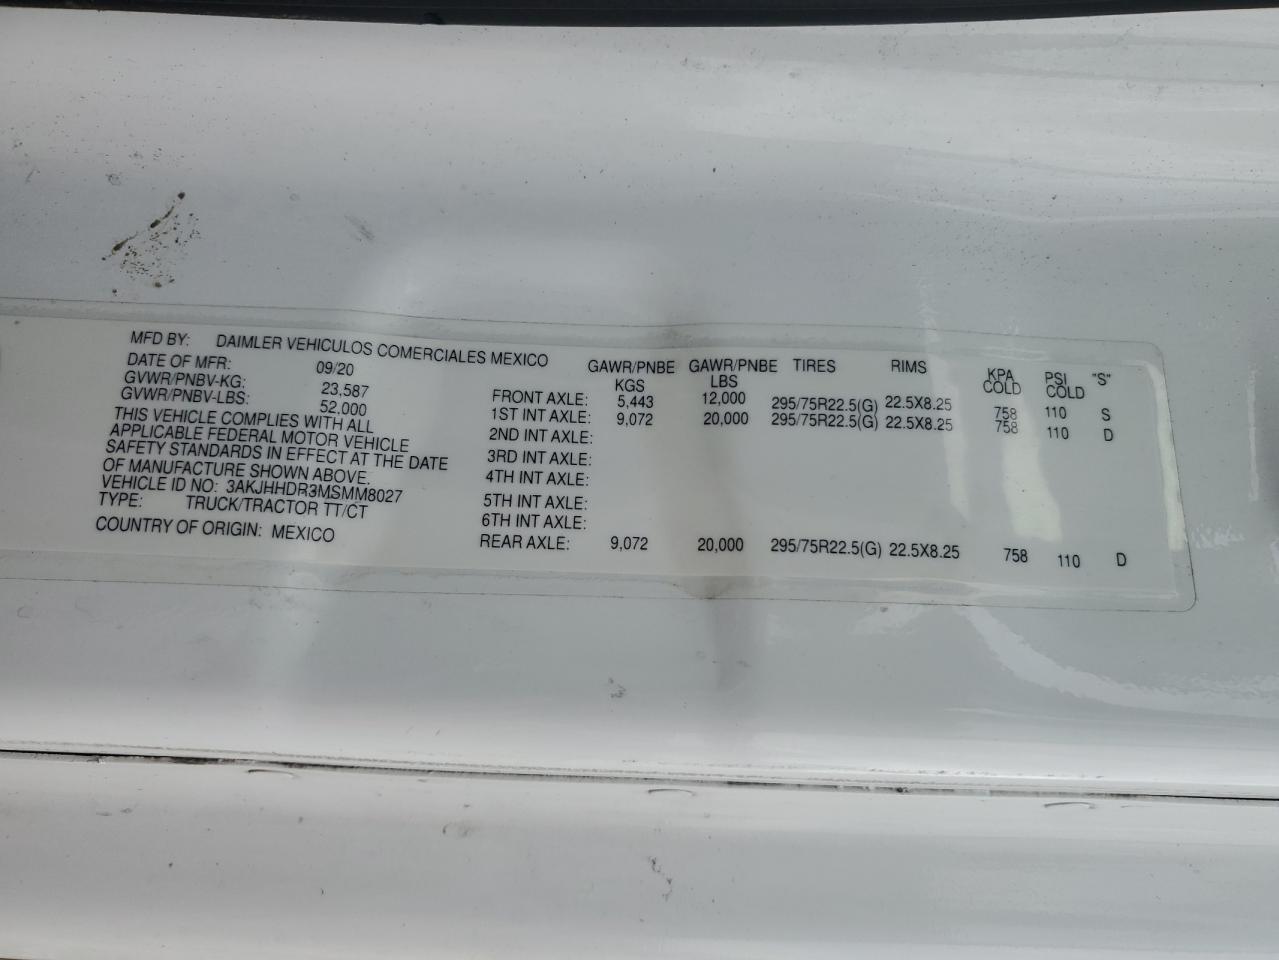 MFD BY: DAIMLER VEHICULOS COMERCIALES MEXICO
DATE OF MFR: 09/20
GVWR/PNBV-KG: 23,587
GVWR/PNBV-LBS: 52,000
THIS VEHICLE COMPLIES WITH ALL
APPLICABLE FEDERAL MOTOR VEHICLE
SAFETY STANDARDS IN EFFECT AT THE DATE
OF MANUFACTURE SHOWN ABOVE.
VEHICLE ID NO: 3AKJHHDR3MSMM8027
TYPE: TRUCK/TRACTOR TT/CT
COUNTRY OF ORIGIN: MEXICO
GAWR/PNBE GAWR/PNBE TIRES RIMS KPA PSI "S"
KGS LBS COLD COLD
FRONT AXLE: 5,443 12,000 295/75R22.5(G) 22.5X8.25 758 110 S
1ST INT AXLE: 9,072 20,000 295/75R22.5(G) 22.5X8.25 758 110 D
2ND INT AXLE:
3RD INT AXLE:
4TH INT AXLE:
5TH INT AXLE:
6TH INT AXLE:
REAR AXLE: 9,072 20,000 295/75R22.5(G) 22.5X8.25 758 110 D